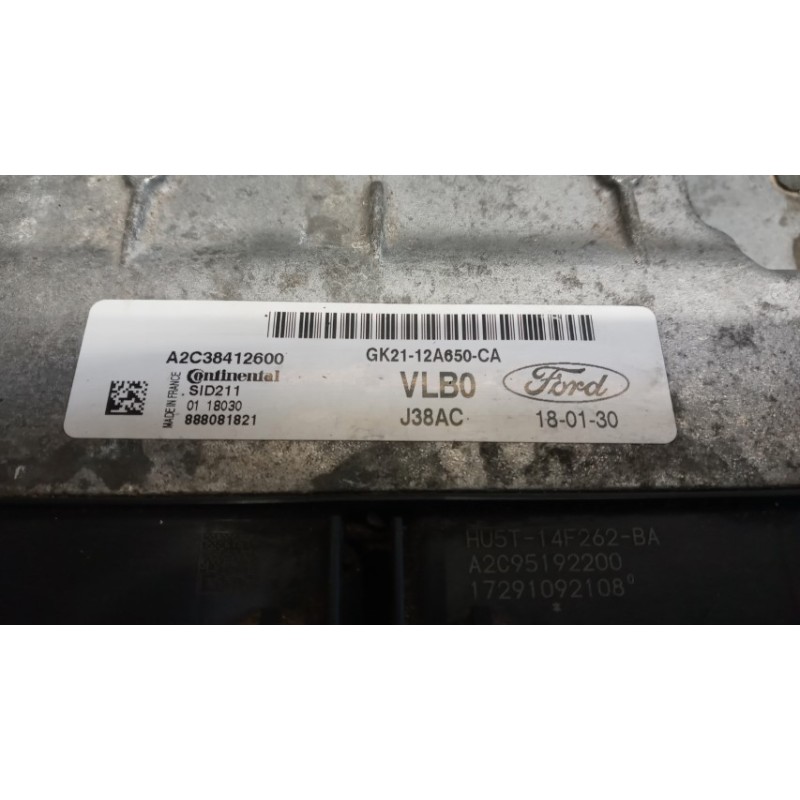 A2C38412600
Continental
SID211
01 18030
888081821
MADE IN FRANCE
GK21-12A650-CA
VLB0
Ford
J38AC
18-01-30
HU5T-14F262-BA
A2C95192200
17291092108